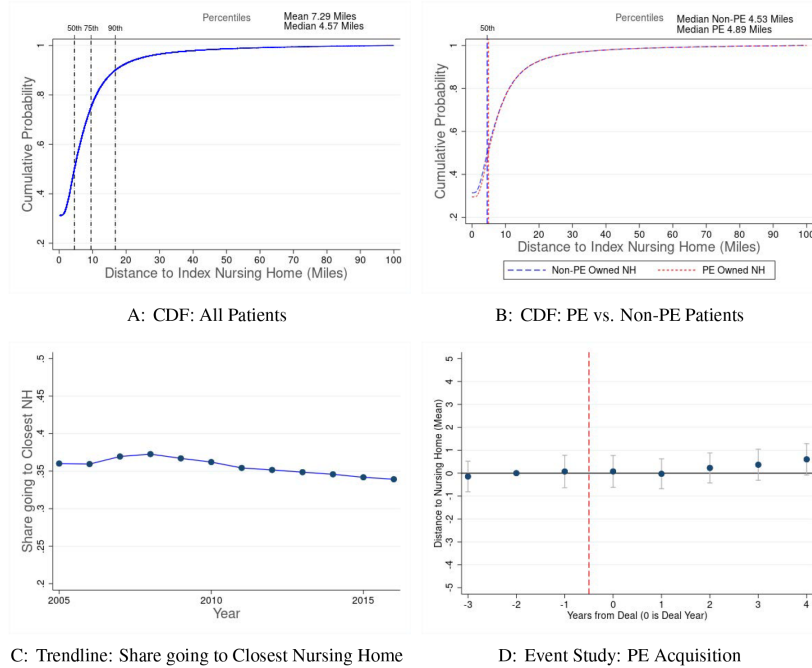 Percentiles
Mean 7.29 Miles
Median 4.57 Miles
50th 75th 90th
Cumulative Probability
1
.8
.6
.4
.2
0 10 20 30 40 50 60 70 80 90 100
Distance to Index Nursing Home (Miles)
A: CDF: All Patients
Percentiles
Median Non-PE 4.53 Miles
Median PE 4.89 Miles
50th
Cumulative Probability
1
.8
.6
.4
.2
0 10 20 30 40 50 60 70 80 90 100
Distance to Index Nursing Home (Miles)
Non-PE Owned NH PE Owned NH
B: CDF: PE vs. Non-PE Patients
Share going to Closest NH
.5
.45
.4
.35
.3
.25
.2
2005 2010 2015
Year
C: Trendline: Share going to Closest Nursing Home
Distance to Nursing Home (Mean)
5
4
3
2
1
0
-1
-2
-3
-4
-5
-3 -2 -1 0 1 2 3 4
Years from Deal (0 is Deal Year)
D: Event Study: PE Acquisition